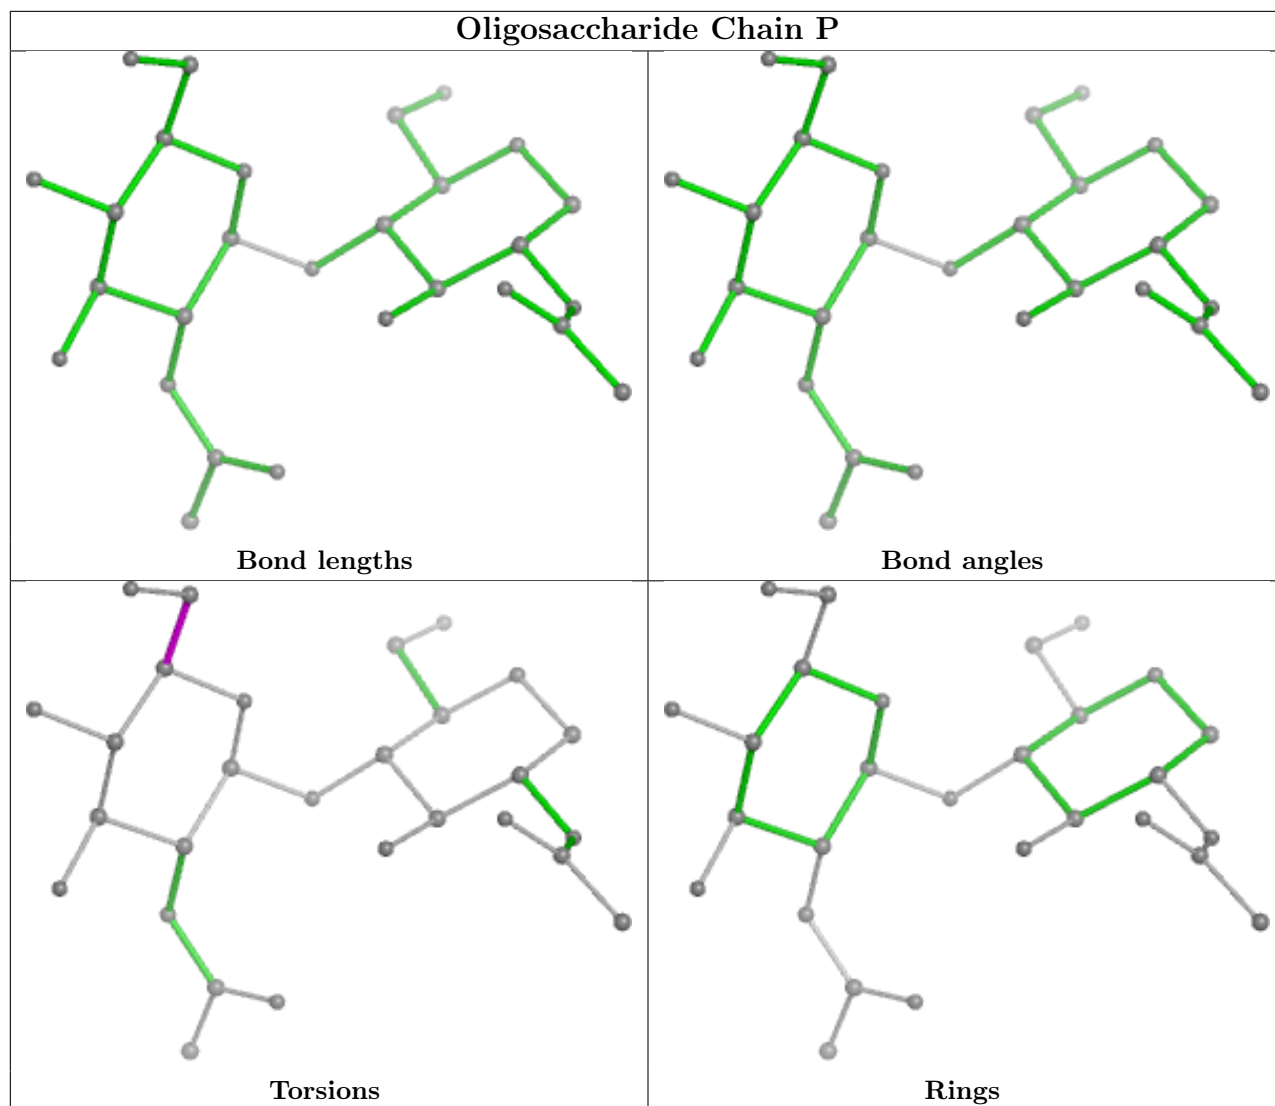 Oligosaccharide Chain P
Bond lengths
Bond angles
Torsions
Rings